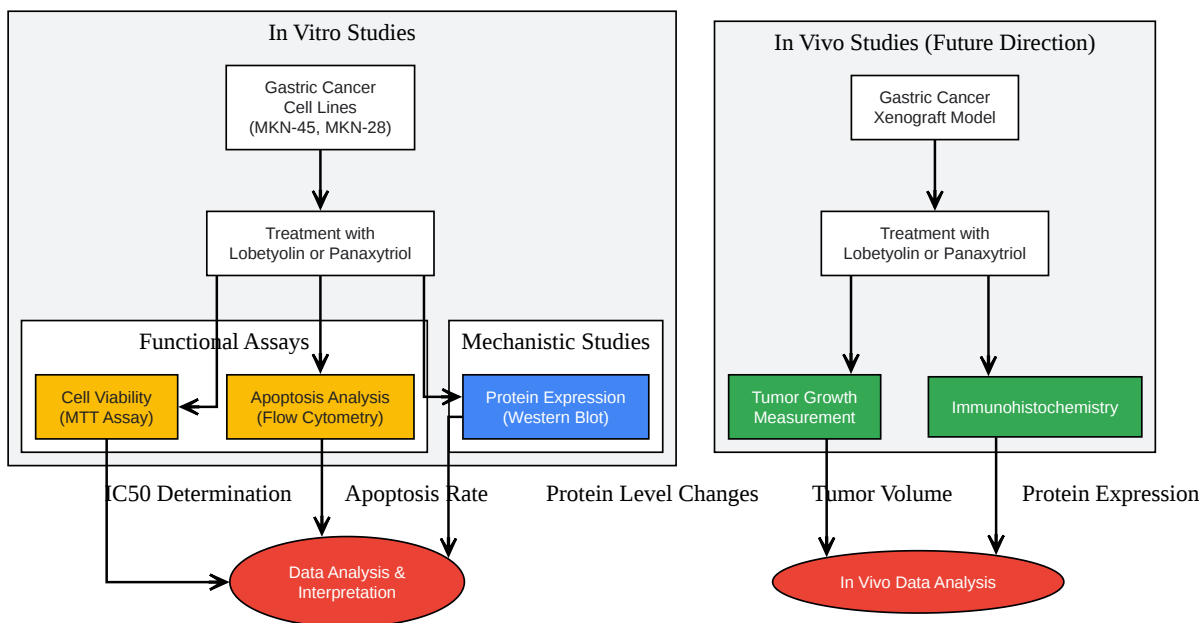 In Vitro Studies
Gastric Cancer
Cell Lines
(MKN-45, MKN-28)
Treatment with
Lobetyolin or Panaxytriol
Functional Assays
Cell Viability
(MTT Assay)
Apoptosis Analysis
(Flow Cytometry)
Mechanistic Studies
Protein Expression
(Western Blot)
IC50 Determination
Apoptosis Rate
Protein Level Changes
Data Analysis &
Interpretation
In Vivo Studies (Future Direction)
Gastric Cancer
Xenograft Model
Treatment with
Lobetyolin or Panaxytriol
Tumor Growth
Measurement
Immunohistochemistry
Tumor Volume
Protein Expression
In Vivo Data Analysis